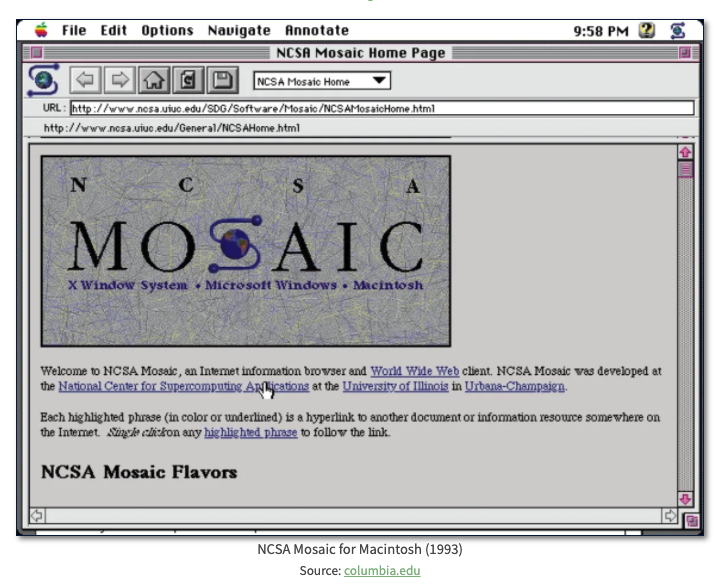 File Edit Options Navigate Annotate 9:58 PM
NCSA Mosaic Home Page
NCSA Mosaic Home
URL: http://www.ncsa.uiuc.edu/SDG/Software/Mosaic/NCSAMosaicHome.html
http://www.ncsa.uiuc.edu/General/NCSAHome.html
N C S A
MOSAIC
X Window System • Microsoft Windows • Macintosh
Welcome to NCSA Mosaic, an Internet information browser and World Wide Web client. NCSA Mosaic was developed at
the National Center for Supercomputing Applications at the University of Illinois in Urbana-Champaign.
Each highlighted phrase (in color or underlined) is a hyperlink to another document or information resource somewhere on
the Internet. Single click on any highlighted phrase to follow the link.
NCSA Mosaic Flavors
NCSA Mosaic for Macintosh (1993)
Source: columbia.edu